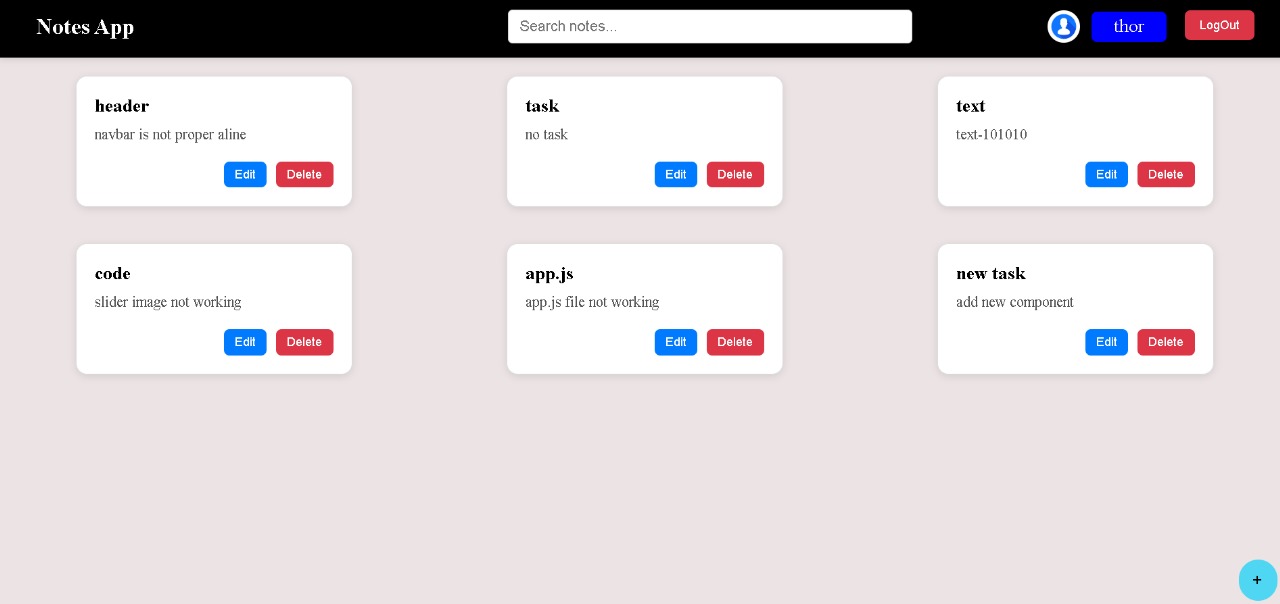 Notes App
Search notes...
thor
LogOut
header
navbar is not proper aline
Edit Delete
task
no task
Edit Delete
text
text-101010
Edit Delete
code
slider image not working
Edit Delete
app.js
app.js file not working
Edit Delete
new task
add new component
Edit Delete
+